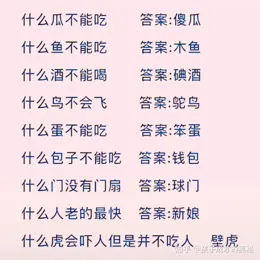 什么瓜不能吃 答案:傻瓜
什么鱼不能吃 答案:木鱼
什么酒不能喝 答案:碘酒
什么鸟不会飞 答案:鸵鸟
什么蛋不能吃 答案:笨蛋
什么包子不能吃 答案:钱包
什么门没有门扇 答案:球门
什么人老的最快 答案:新娘
什么虎会吓人但是并不吃人 壁虎